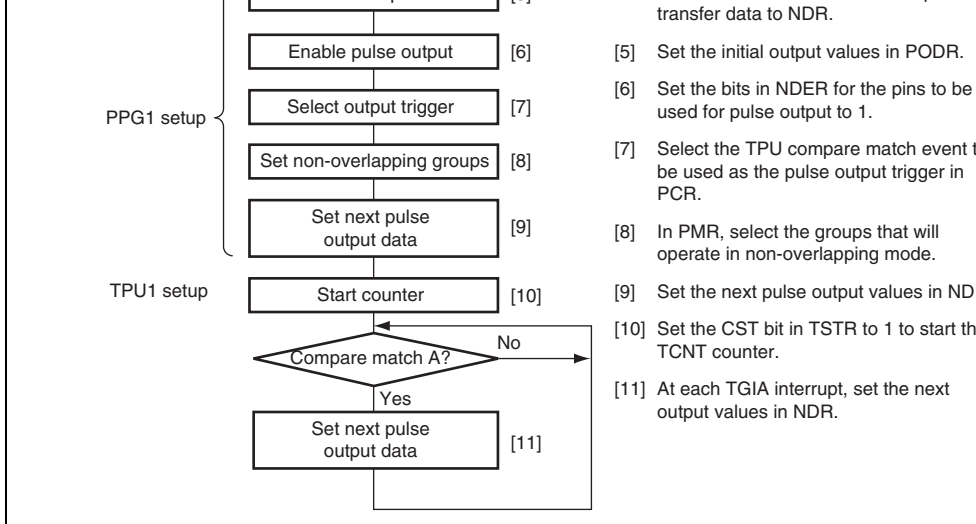 transfer data to NDR.
Enable pulse output [6]
[5] Set the initial output values in PODR.
[6] Set the bits in NDER for the pins to be
used for pulse output to 1.
PPG1 setup
Select output trigger [7]
[7] Select the TPU compare match event
be used as the pulse output trigger in
PCR.
Set non-overlapping groups [8]
[8] In PMR, select the groups that will
operate in non-overlapping mode.
Set next pulse
output data [9]
[9] Set the next pulse output values in
TPU1 setup
Start counter [10]
[10] Set the CST bit in TSTR to 1 to start
TCNT counter.
Compare match A?
No
Yes
[11] At each TGIA interrupt, set the next
output values in NDR.
Set next pulse
output data [11]